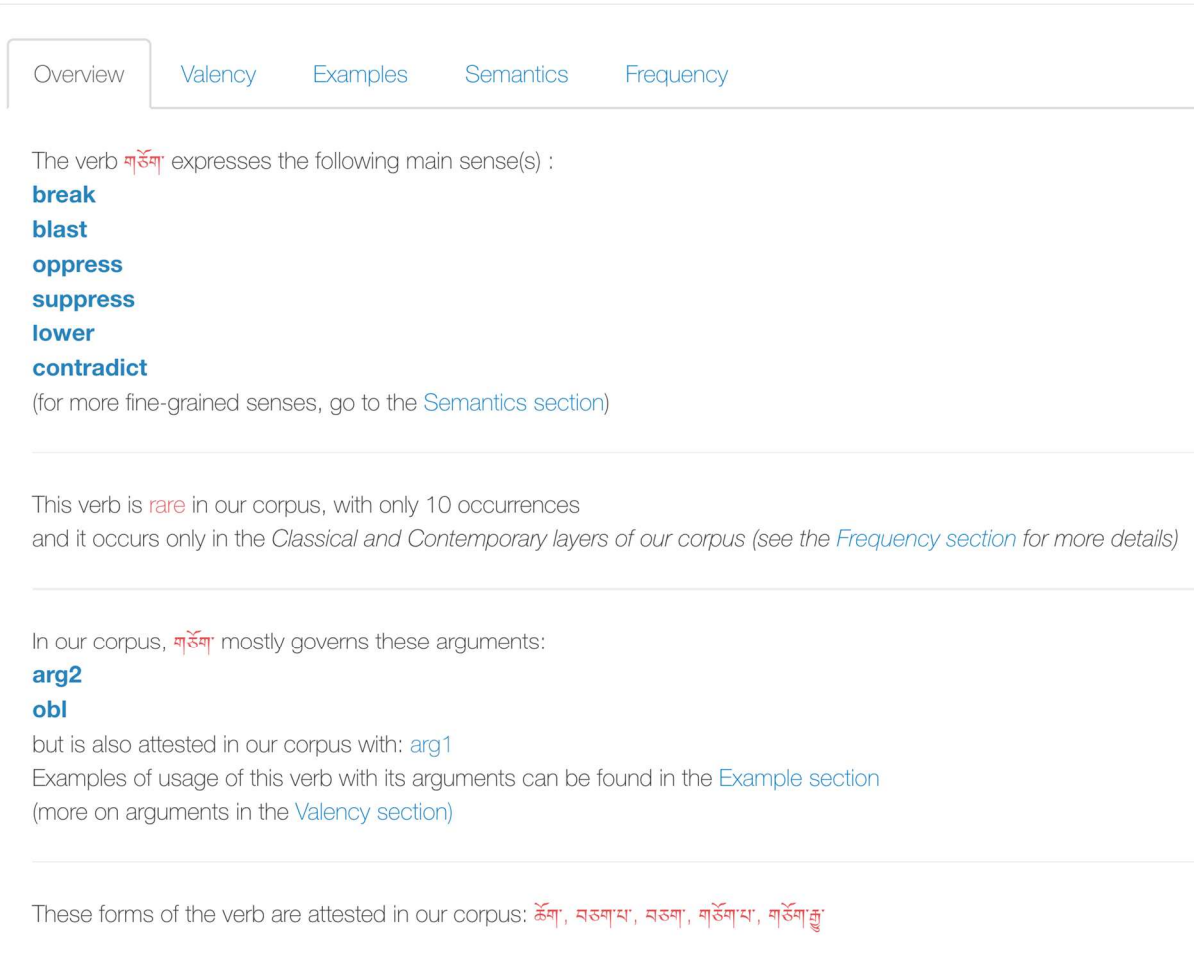 Overview Valency Examples Semantics Frequency
The verb གཅོག་ expresses the following main sense(s) :
break
blast
oppress
suppress
lower
contradict
(for more fine-grained senses, go to the Semantics section)
This verb is rare in our corpus, with only 10 occurrences
and it occurs only in the Classical and Contemporary layers of our corpus (see the Frequency section for more details)
In our corpus, གཅོག་ mostly governs these arguments:
arg2
obl
but is also attested in our corpus with: arg1
Examples of usage of this verb with its arguments can be found in the Example section
(more on arguments in the Valency section)
These forms of the verb are attested in our corpus: ཆོག་, བཅག་པ་, བཅག་, གཅོག་པ་, གཅོག་རྒྱུ་